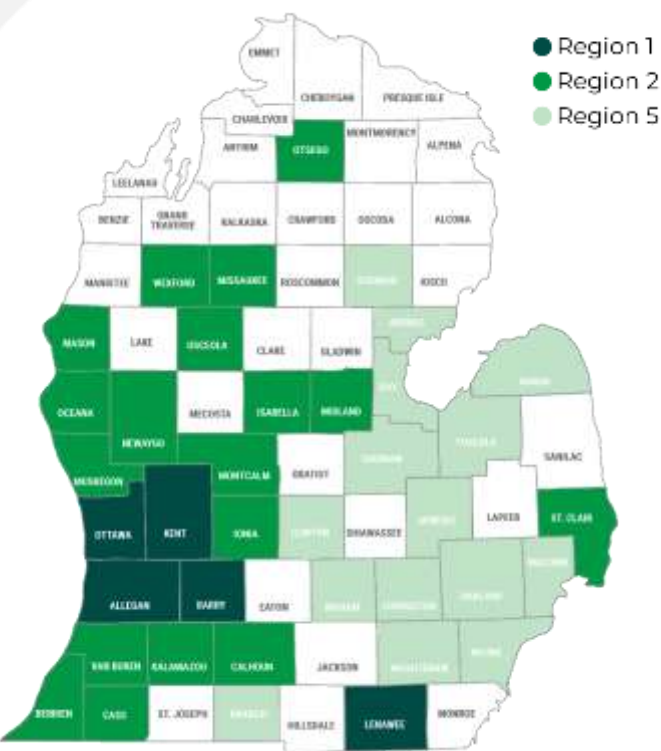 Region 1
Region 2
Region 5
EMMET
CHEBOYGAN
PRESQUE ISLE
CHARLEVOIX
ANTRIM
OTSEGO
MONTMORENCY
ALPENA
LEELANAU
BENZIE
GRAND
TRAVERSE
KALKASKA
CRAWFORD
OSCODA
ALCONA
MANISTEE
WEXFORD
MISSAUKEE
ROSCOMMON
IOSCO
MASON
LAKE
OSCEOLA
CLARE
GLADWIN
OCEANA
NEWAYGO
MECOSTA
ISABELLA
MIDLAND
TUSCOLA
SANILAC
MUSKEGON
MONTCALM
GRATIOT
OTTAWA
KENT
IONIA
CLINTON
SHIAWASSEE
LAPEER
ST. CLAIR
ALLEGAN
BARRY
EATON
VAN BUREN
KALAMAZOO
CALHOUN
JACKSON
BERRIEN
CASS
ST. JOSEPH
HILLSDALE
LENAWEE
MONROE